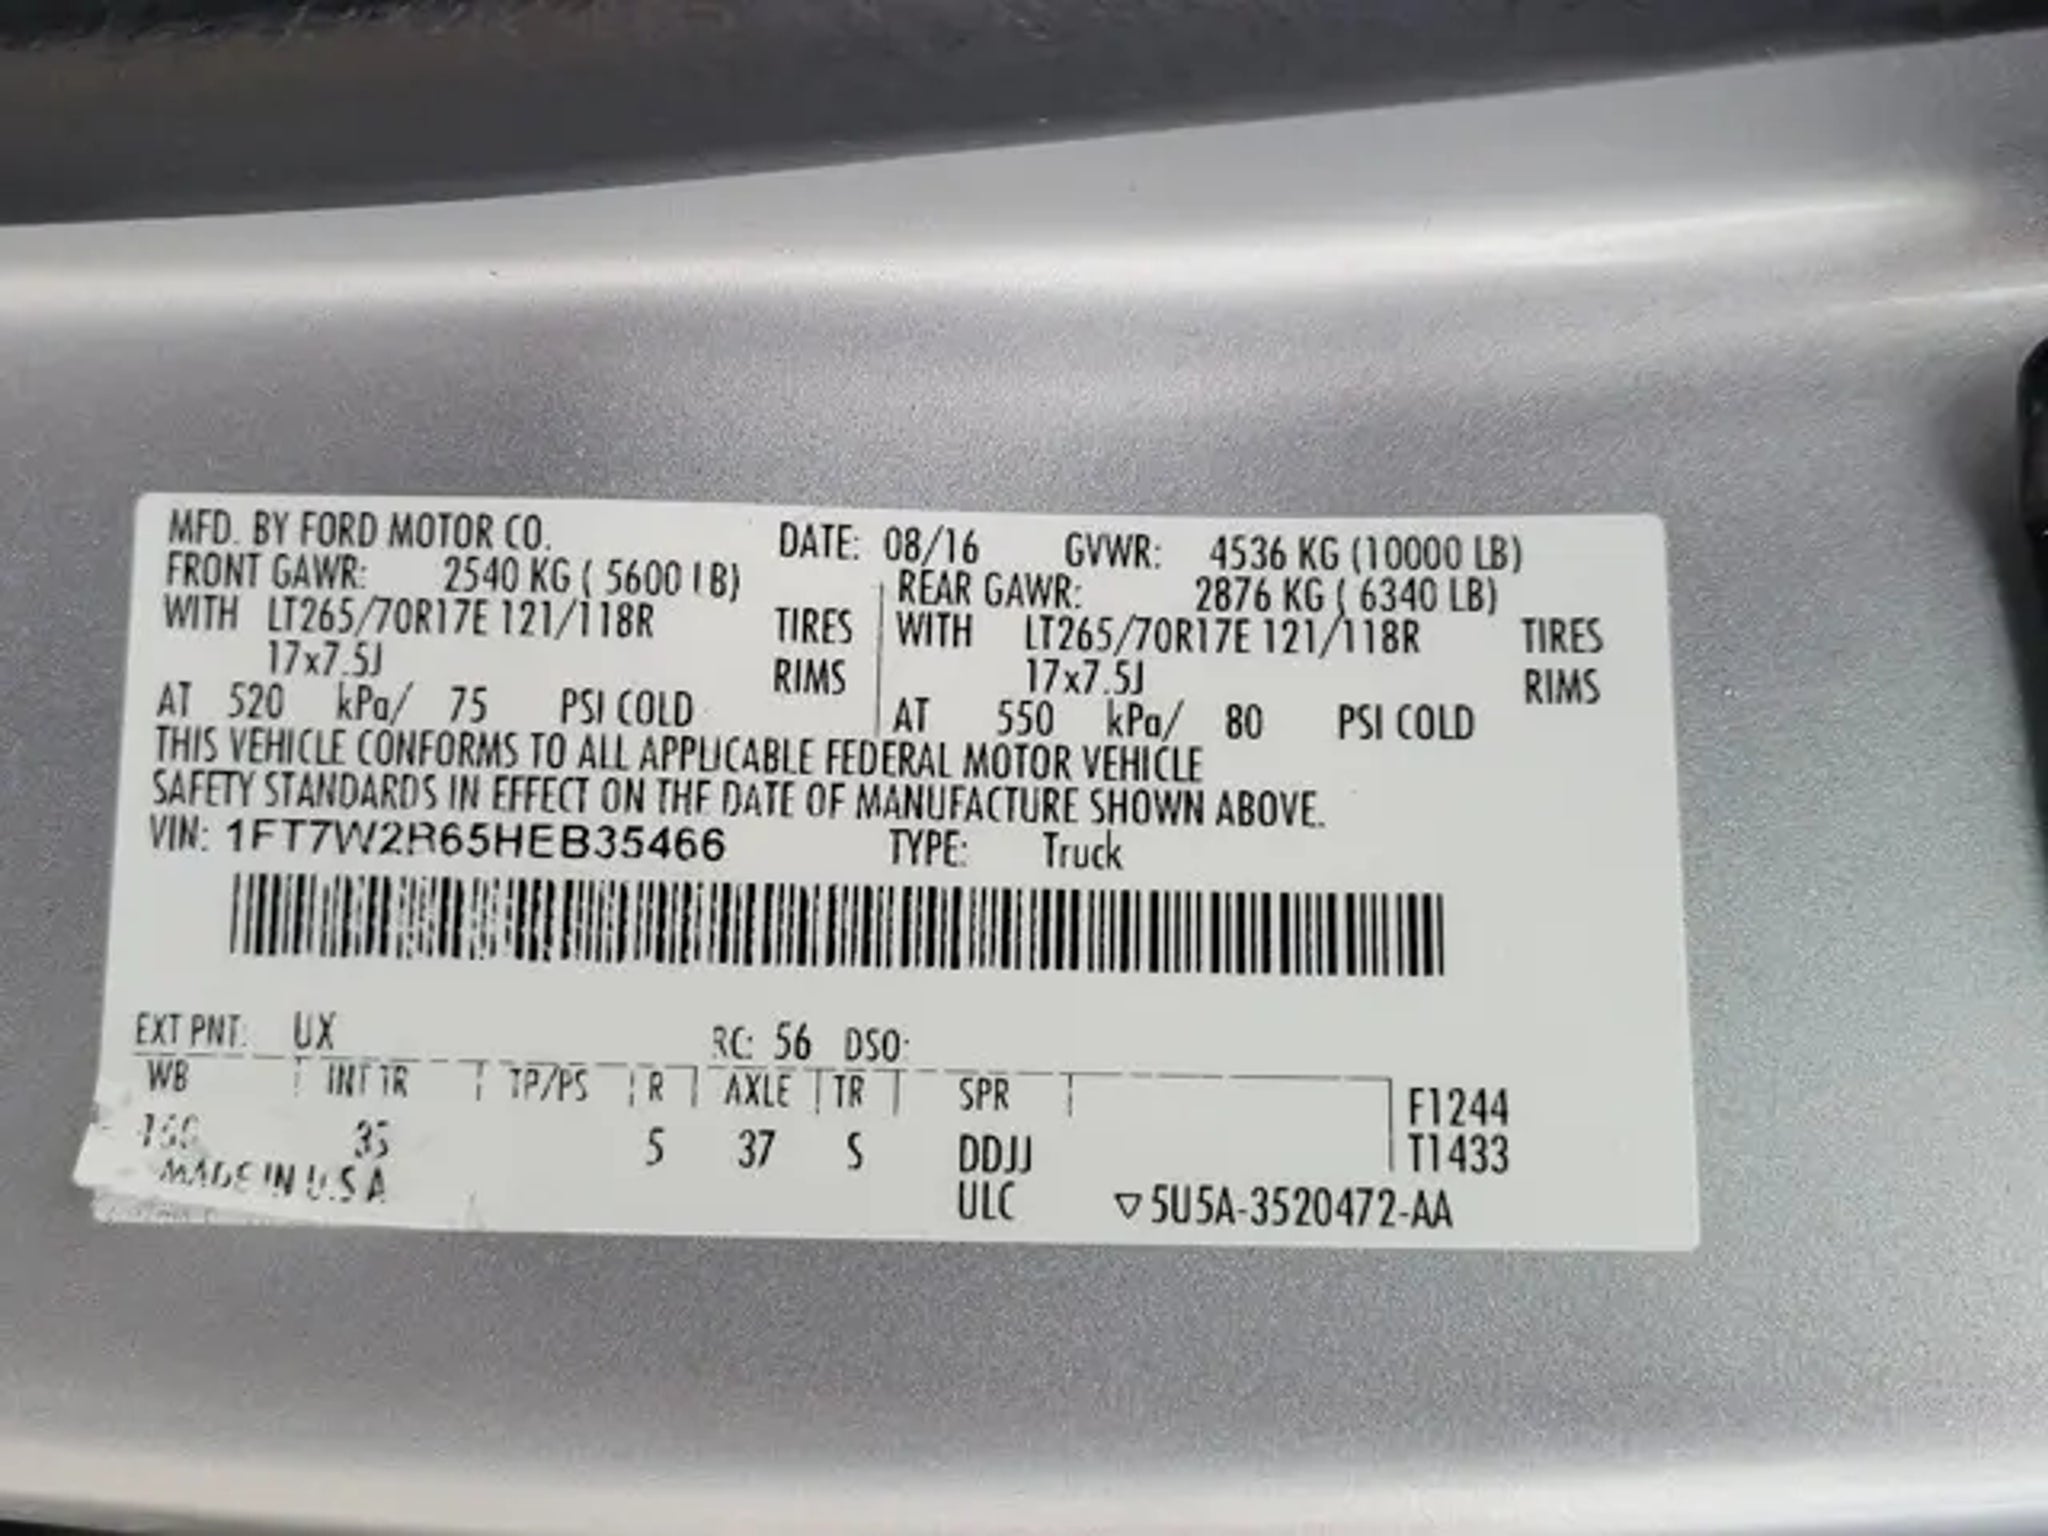 MFD. BY FORD MOTOR CO. DATE: 08/16 GVWR: 4536 KG (10000 LB)
FRONT GAWR: 2540 KG ( 5600 LB) REAR GAWR: 2876 KG ( 6340 LB)
WITH LT265/70R17E 121/118R TIRES WITH LT265/70R17E 121/118R TIRES
17x7.5J RIMS 17x7.5J RIMS
AT 520 kPa/ 75 PSI COLD AT 550 kPa/ 80 PSI COLD
THIS VEHICLE CONFORMS TO ALL APPLICABLE FEDERAL MOTOR VEHICLE
SAFETY STANDARDS IN EFFECT ON THE DATE OF MANUFACTURE SHOWN ABOVE.
VIN: 1FT7W2B65HEB35466 TYPE: Truck
EXT PNT: UX RC: 56 DSO:
WB INT TR TP/PS R AXLE TR SPR F1244
160 35 5 37 S DDJJ T1433
MADE IN U.S.A ULC ▽5U5A-3520472-AA